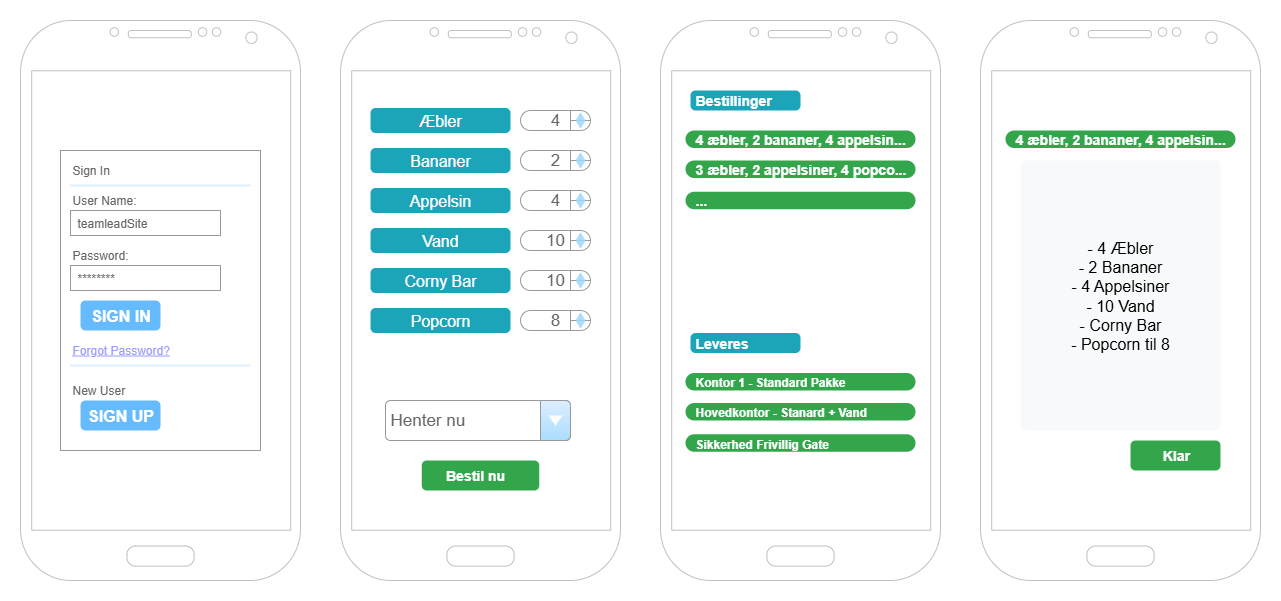 Sign In
User Name:
teamleadSite
Password:
********
SIGN IN
Forgot Password?
New User
SIGN UP
Æbler 4
Bananer 2
Appelsin 4
Vand 10
Corny Bar 10
Popcorn 8
Henter nu
Bestil nu
Bestillinger
4 æbler, 2 bananer, 4 appelsin...
3 æbler, 2 appelsiner, 4 popco...
...
Leveres
Kontor 1 - Standard Pakke
Hovedkontor - Stanard + Vand
Sikkerhed Frivillig Gate
4 æbler, 2 bananer, 4 appelsin...
- 4 Æbler
- 2 Bananer
- 4 Appelsiner
- 10 Vand
- Corny Bar
- Popcorn til 8
Klar